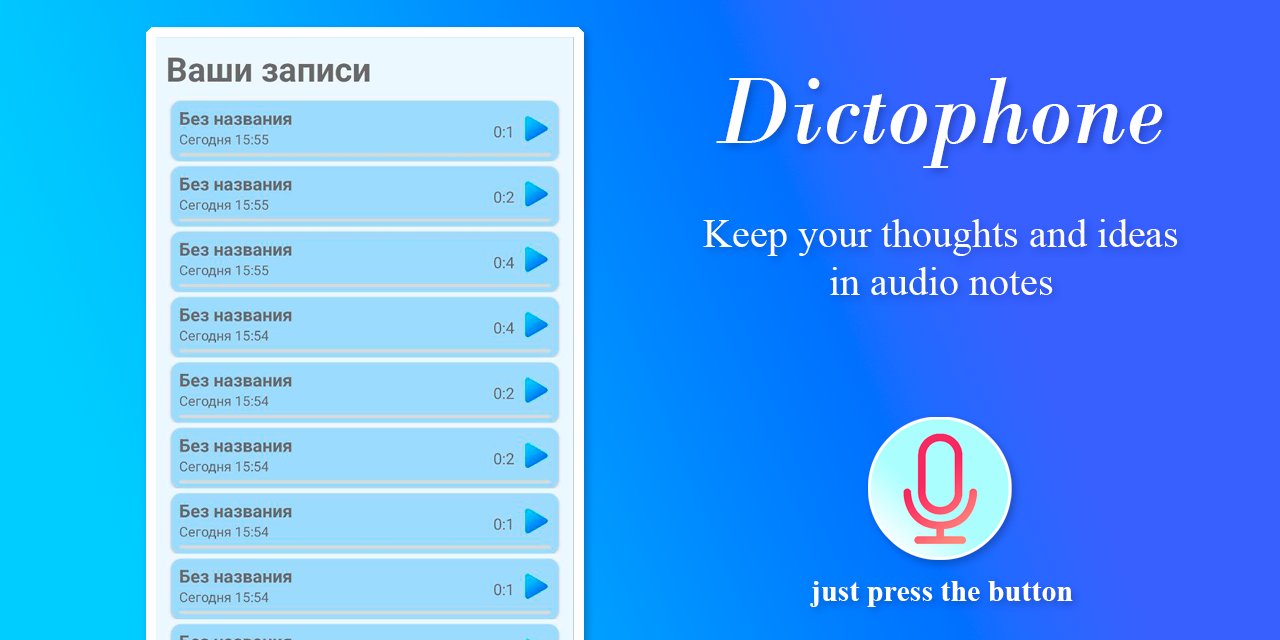 Ваши записи
Без названия
Сегодня 15:55
0:1
Без названия
Сегодня 15:55
0:2
Без названия
Сегодня 15:55
0:4
Без названия
Сегодня 15:54
0:4
Без названия
Сегодня 15:54
0:2
Без названия
Сегодня 15:54
0:2
Без названия
Сегодня 15:54
0:1
Без названия
Сегодня 15:54
0:1
Dictophone
Keep your thoughts and ideas
in audio notes
just press the button